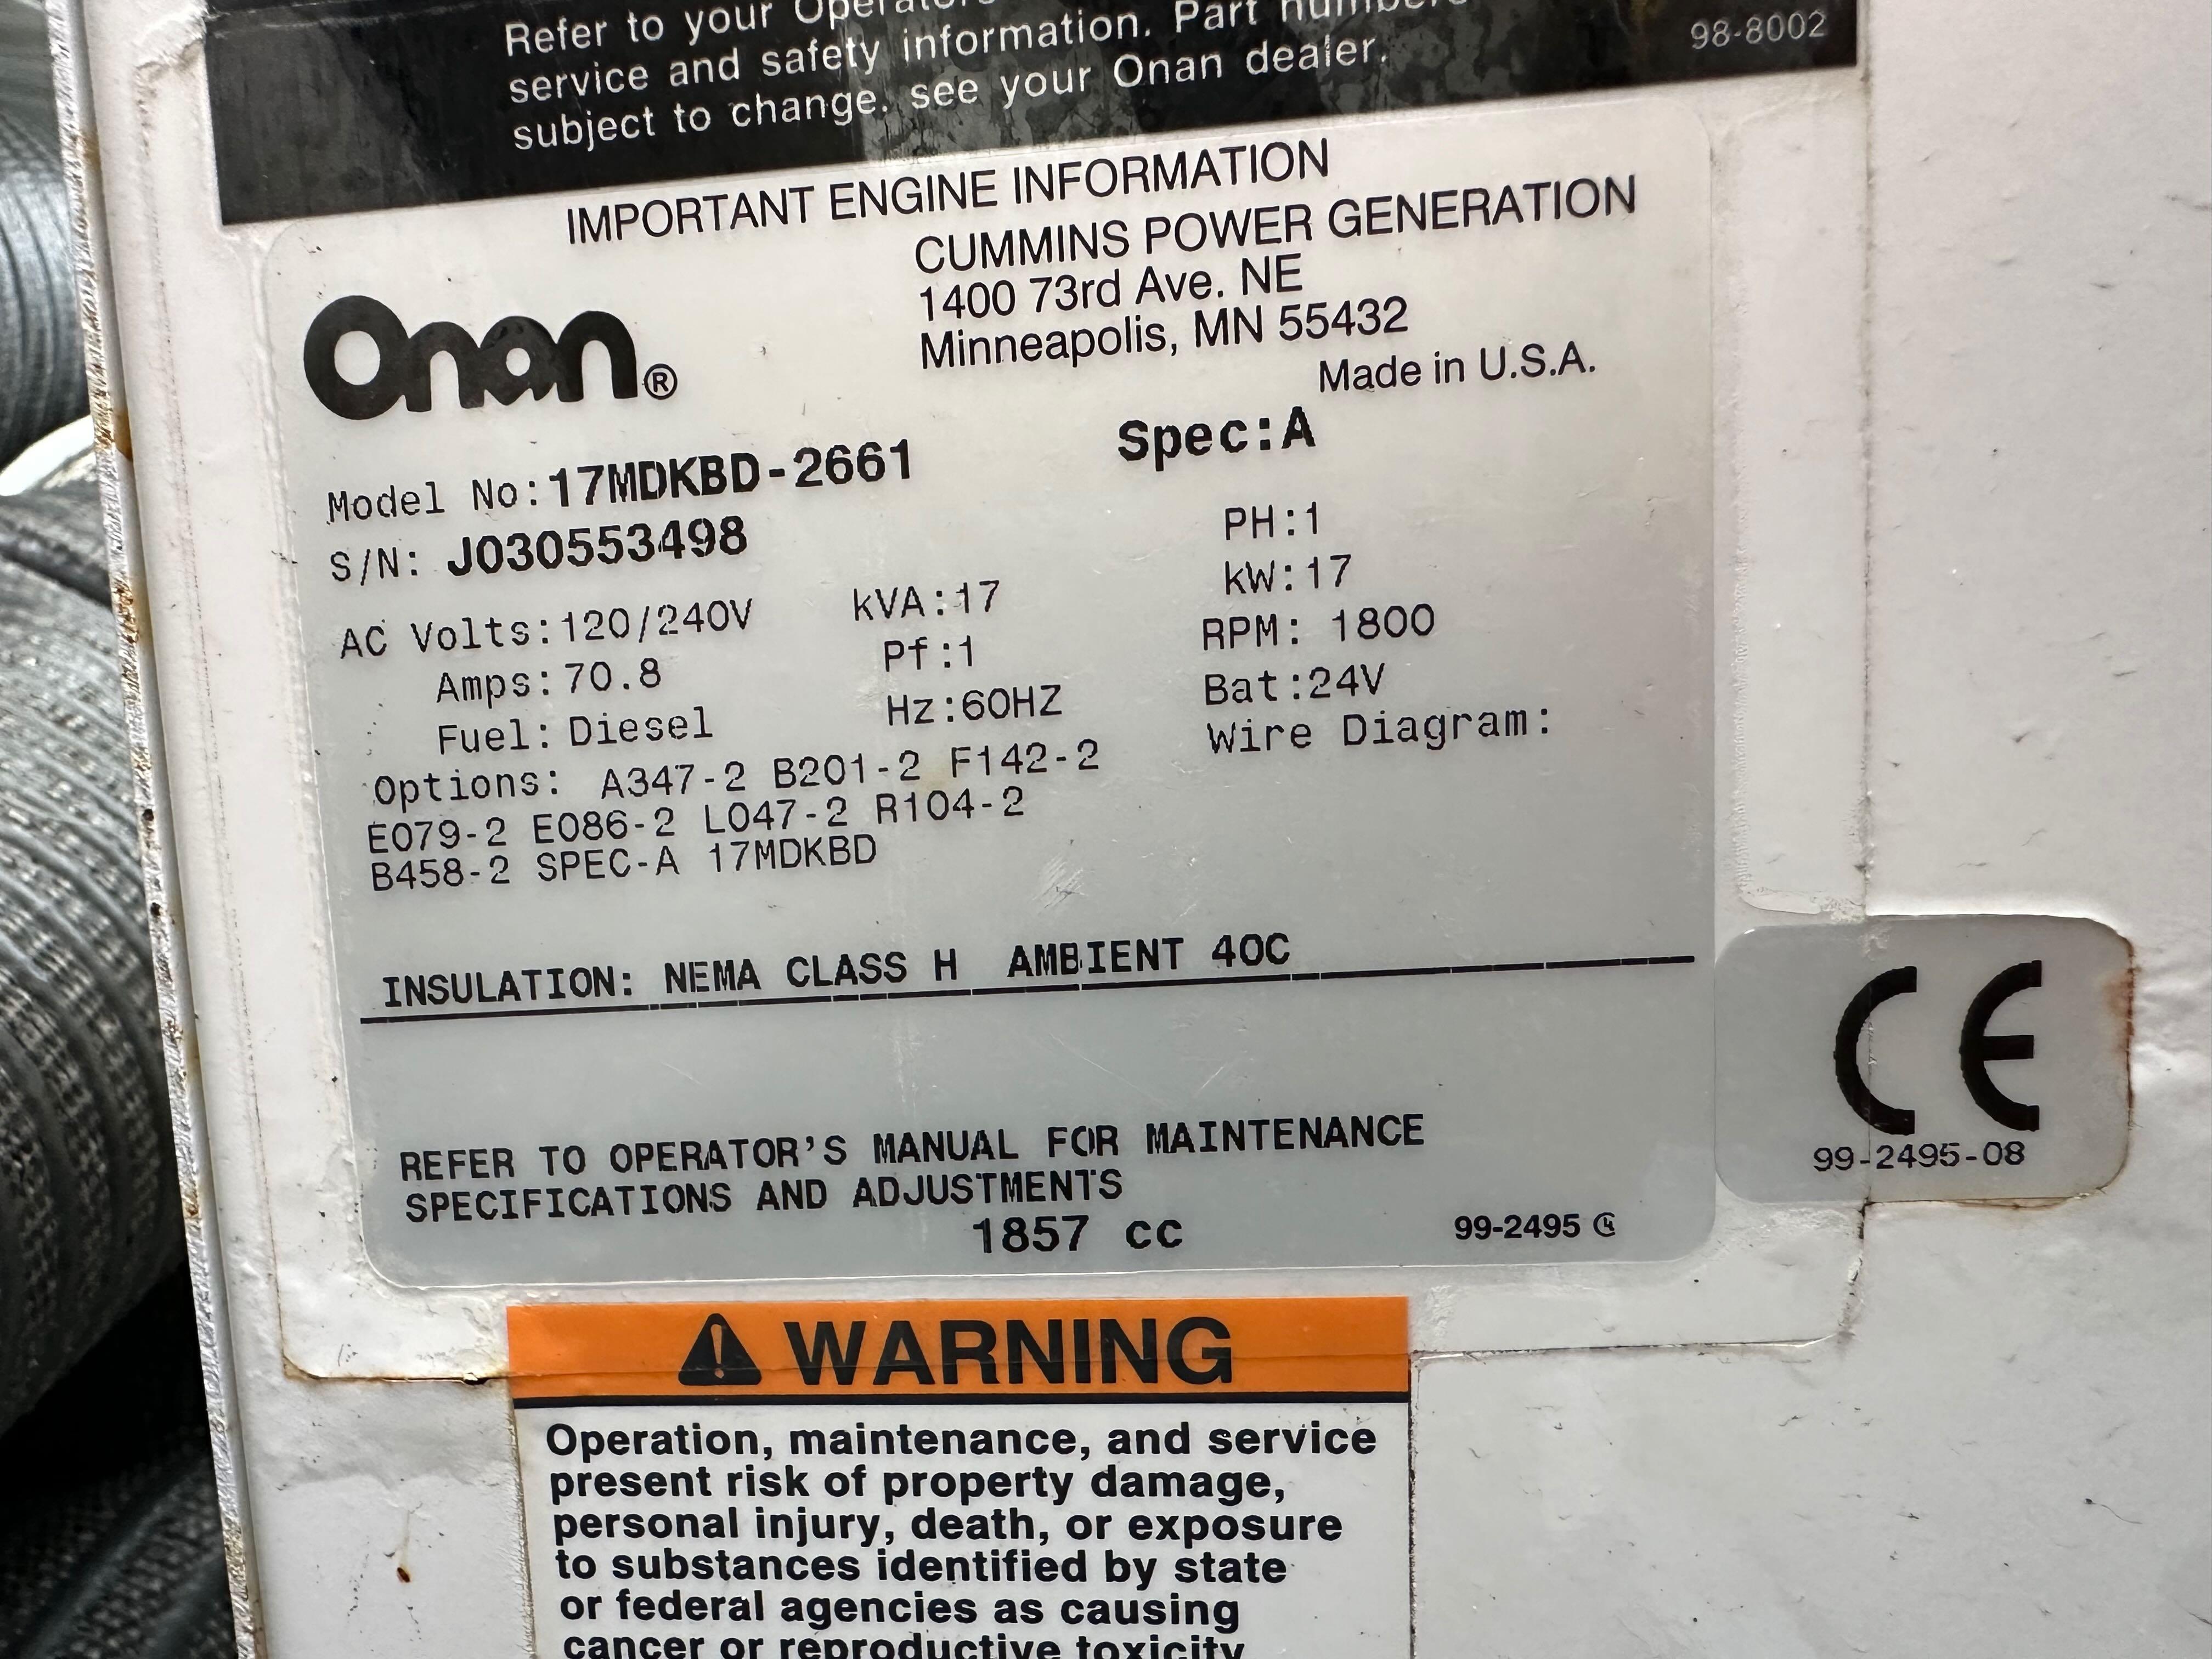 Refer to your Operator's
service and safety information. Part numbers
subject to change. see your Onan dealer.
98-8002
IMPORTANT ENGINE INFORMATION
CUMMINS POWER GENERATION
1400 73rd Ave. NE
Minneapolis, MN 55432
Made in U.S.A.
Onan®
Model No:17MDKBD-2661 Spec:A
S/N: J030553498 PH:1
AC Volts:120/240V kVA:17 kW:17
Amps:70.8 Pf:1 RPM: 1800
Fuel:Diesel Hz:60HZ Bat:24V
Options: A347-2 B201-2 F142-2 Wire Diagram:
E079-2 E086-2 L047-2 R104-2
B458-2 SPEC-A 17MDKBD
INSULATION: NEMA CLASS H AMBIENT 40C
CE
99-2495-08
REFER TO OPERATOR'S MANUAL FOR MAINTENANCE
SPECIFICATIONS AND ADJUSTMENTS
1857 cc 99-2495
WARNING
Operation, maintenance, and service
present risk of property damage,
personal injury, death, or exposure
to substances identified by state
or federal agencies as causing
cancer or reproductive toxicity